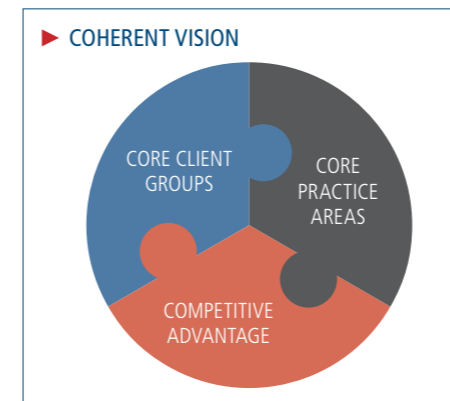 COHERENT VISION
CORE CLIENT
GROUPS
CORE
PRACTICE
AREAS
COMPETITIVE
ADVANTAGE